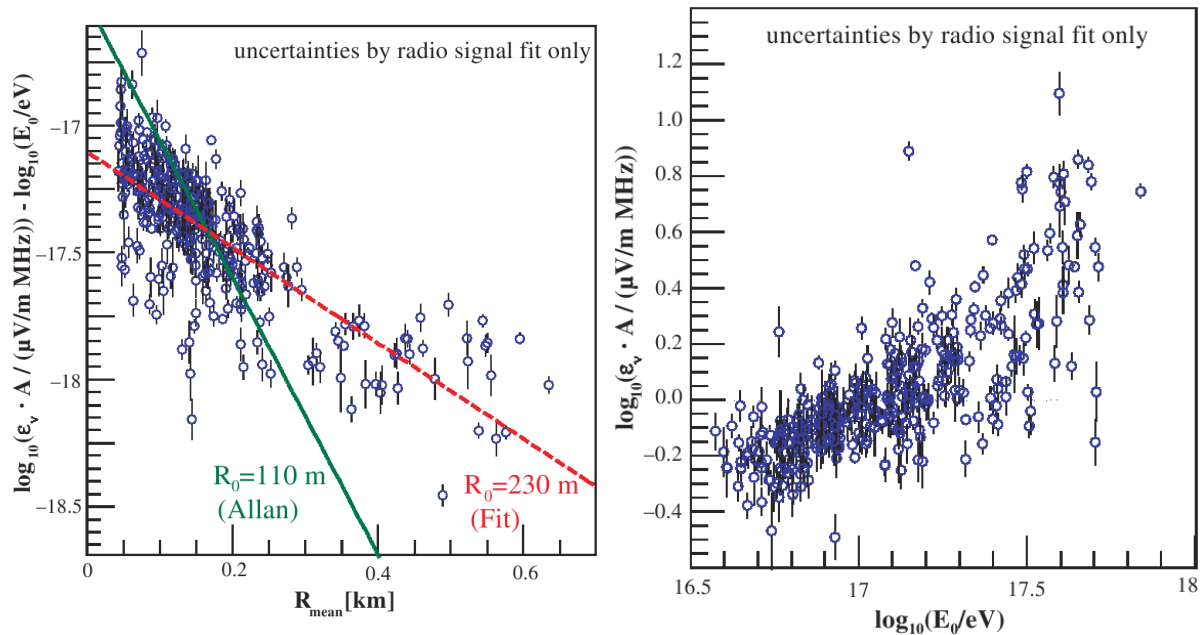 uncertainties by radio signal fit only
log₁₀(ε_ν · A / (μV/m MHz)) - log₁₀(E₀/eV)
−17
−17.5
−18
−18.5
R₀=110 m
(Allan)
R₀=230 m
(Fit)
0
0.2
0.4
0.6
R_mean[km]
uncertainties by radio signal fit only
log₁₀(ε_ν · A / (μV/m MHz))
1.2
1.0
0.8
0.6
0.4
0.2
0.0
−0.2
−0.4
16.5
17
17.5
18
log₁₀(E₀/eV)